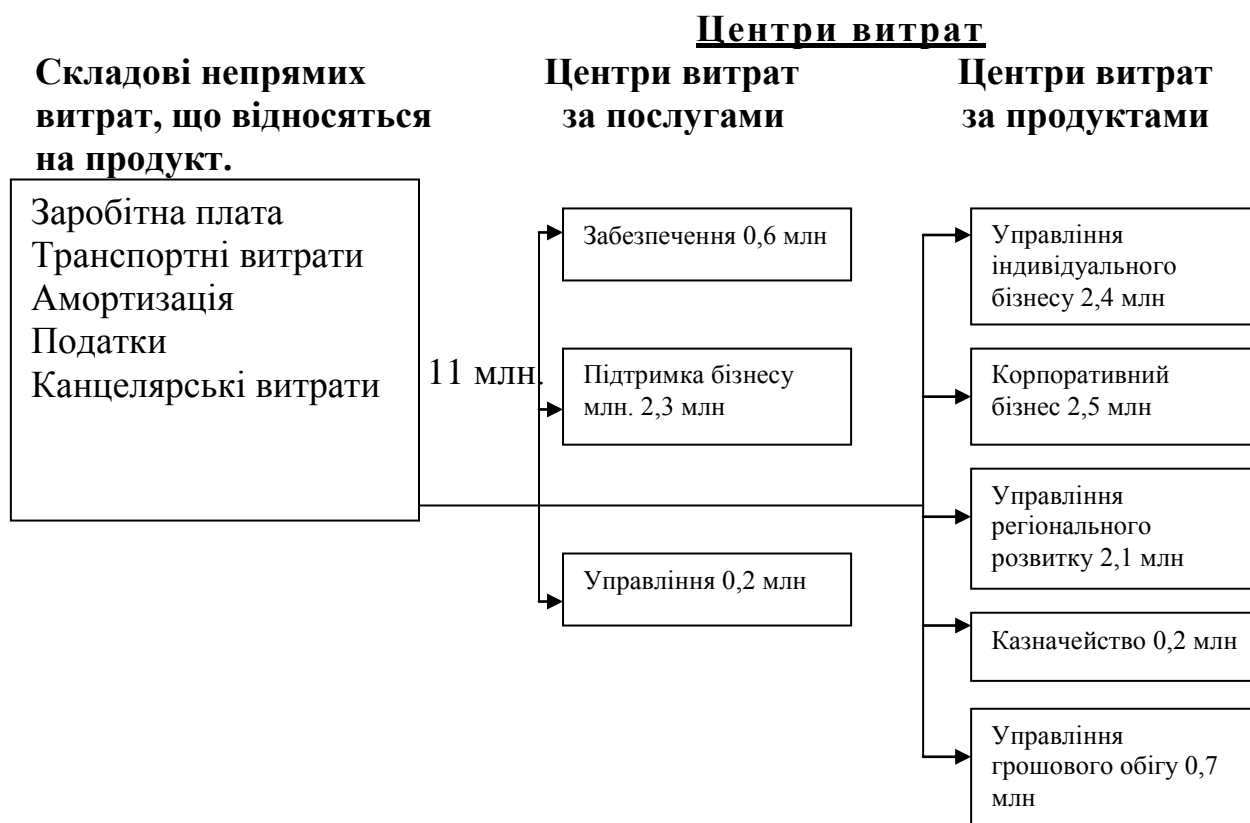 Центри витрат
Складові непрямих
витрат, що відносяться
на продукт.
Центри витрат
за послугами
Центри витрат
за продуктами
Заробітна плата
Транспортні витрати
Амортизація
Податки
Канцелярські витрати
11 млн.
Забезпечення 0,6 млн
Підтримка бізнесу
млн. 2,3 млн
Управління 0,2 млн
Управління
індивідуального
бізнесу 2,4 млн
Корпоративний
бізнес 2,5 млн
Управління
регіонального
розвитку 2,1 млн
Казначейство 0,2 млн
Управління
грошового обігу 0,7
млн